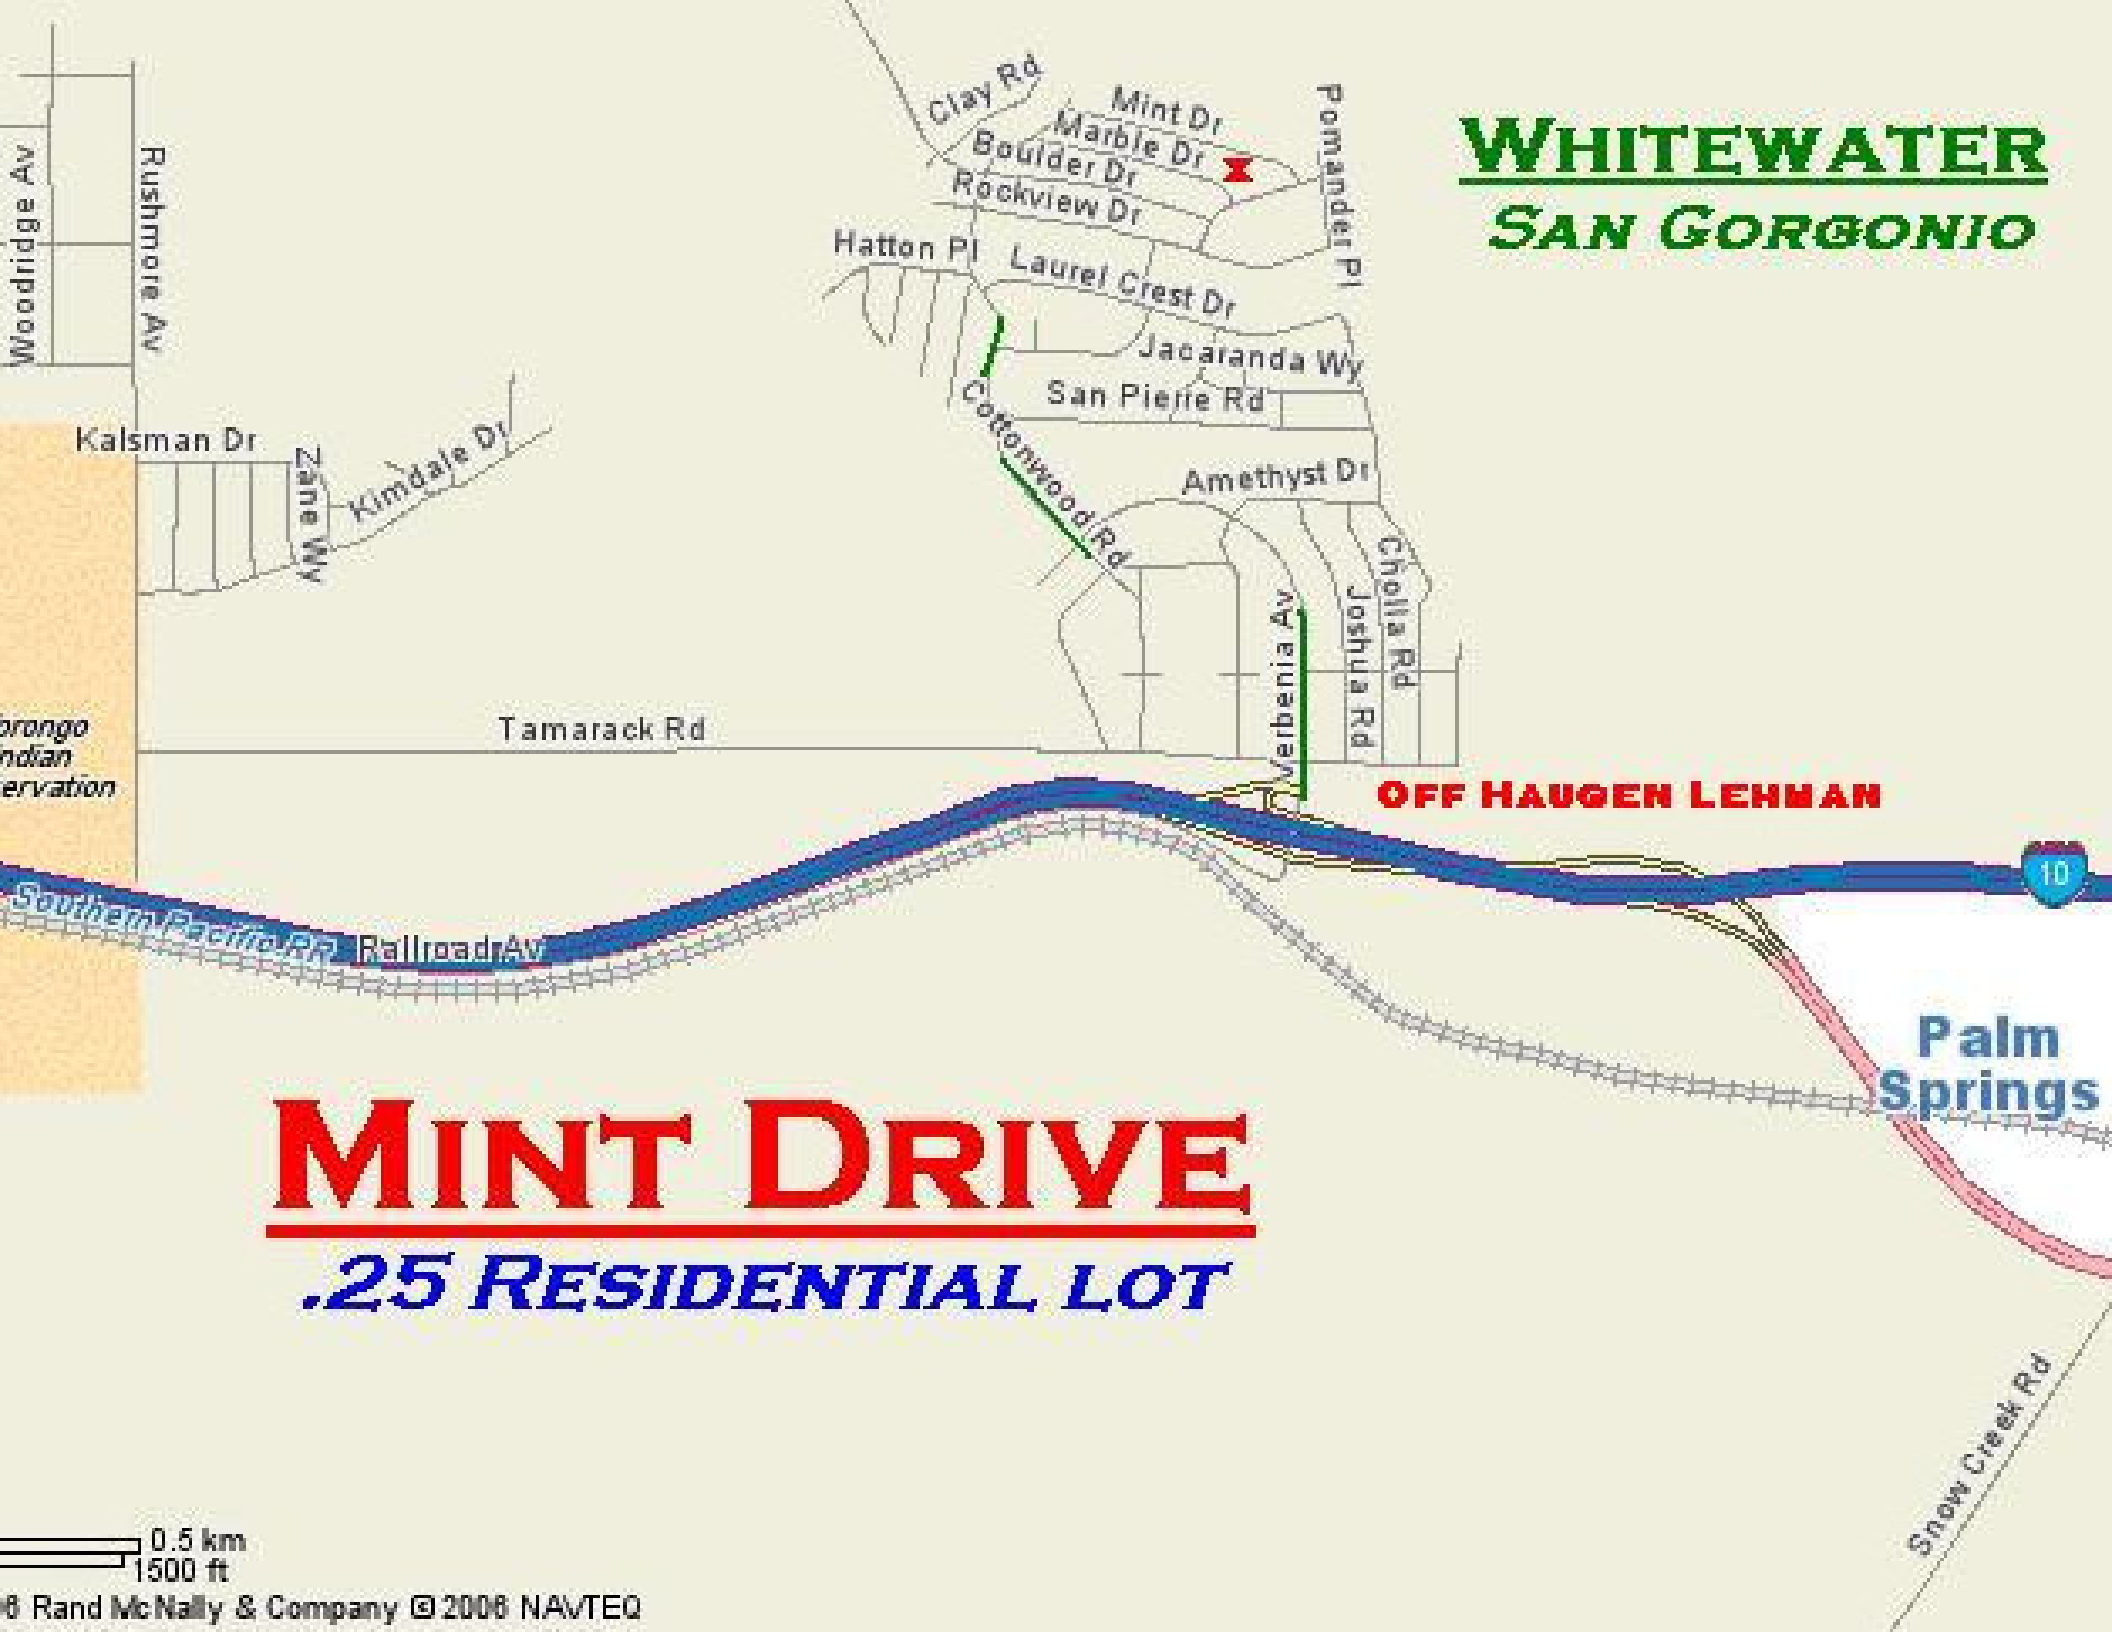 Clay Rd
Mint Dr
Marble Dr
Boulder Dr
Rockview Dr
Pomander Pl
WHITEWATER
SAN GORGONIO
Woodridge Av
Rushmore Av
Hatton Pl
Laurel Crest Dr
Jacaranda Wy
San Pierre Rd
Cottonwood Rd
Amethyst Dr
Kalsman Dr
Zane Wy
Kimdale Dr
Cholla Rd
Joshua Rd
Verbenia Av
Tamarack Rd
orongo
ndian
ervation
OFF HAUGEN LEHMAN
10
Southern Pacific RR
Railroad Av
Palm
Springs
MINT DRIVE
.25 RESIDENTIAL LOT
Snow Creek Rd
0.5 km
1500 ft
6 Rand McNally & Company © 2006 NAVTEQ